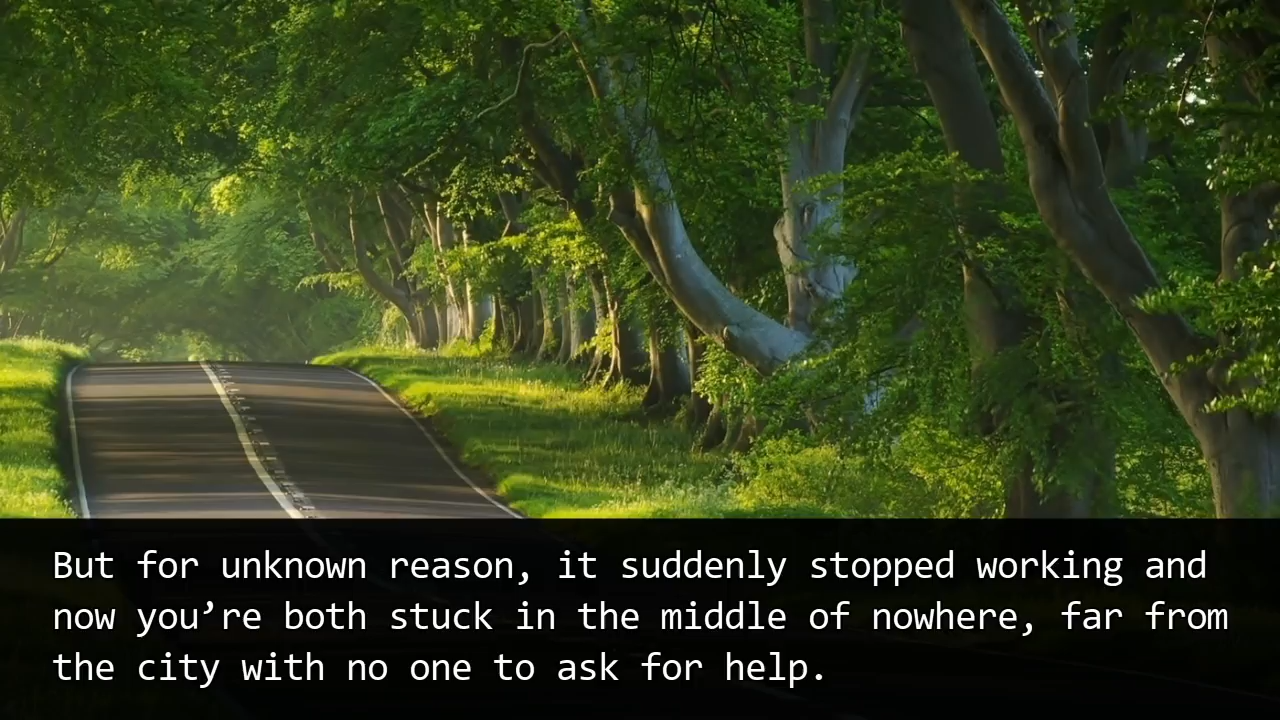 But for unknown reason, it suddenly stopped working and
now you’re both stuck in the middle of nowhere, far from
the city with no one to ask for help.